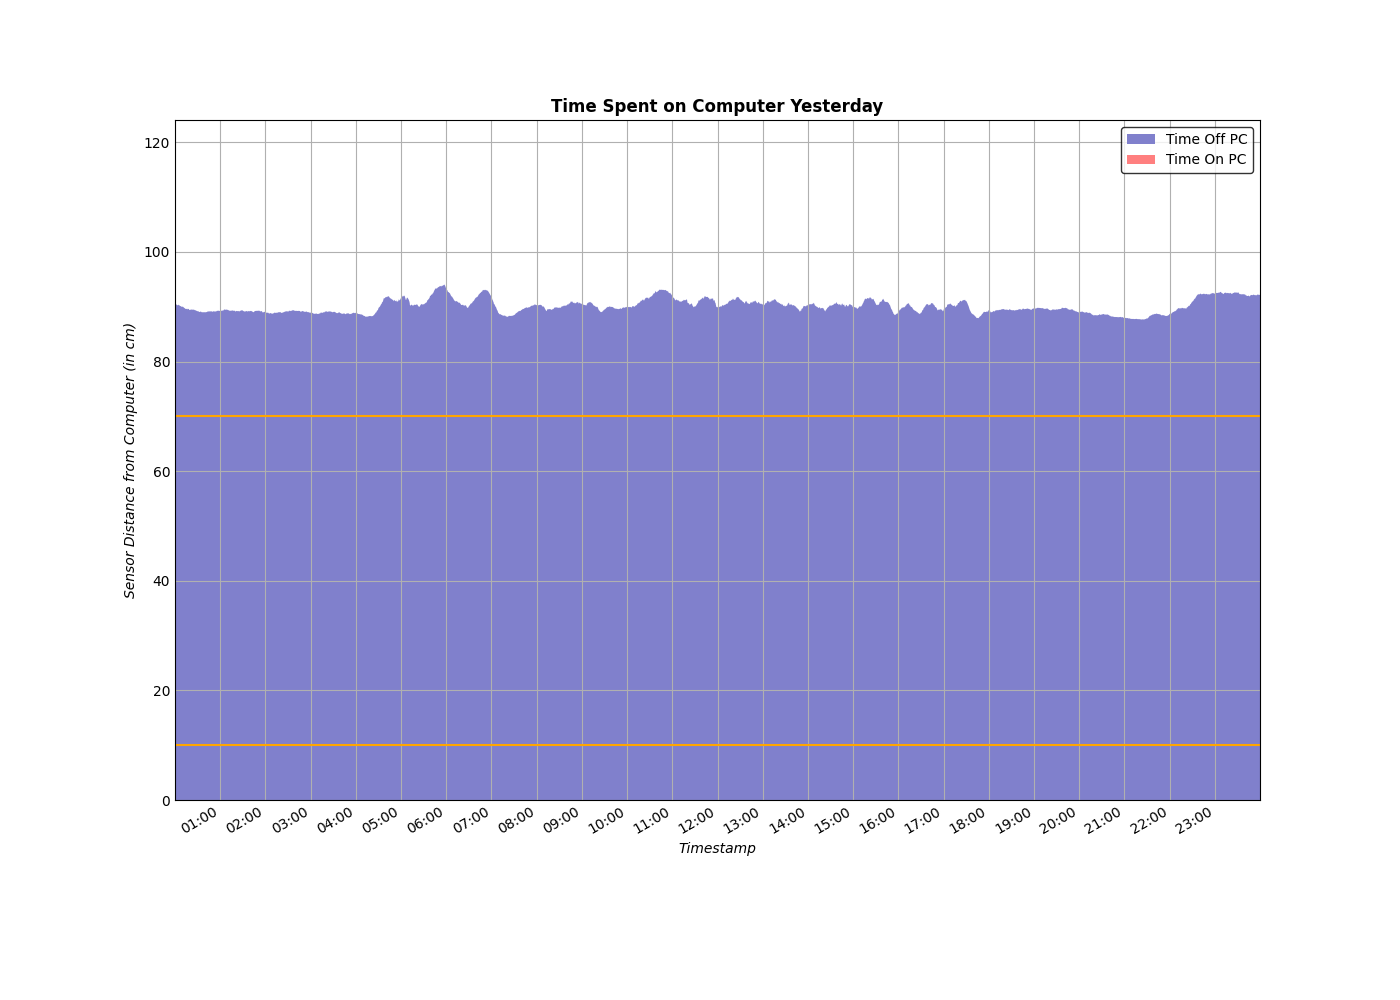 Time Spent on Computer Yesterday
Time Off PC
Time On PC
120
100
80
60
40
20
0
Sensor Distance from Computer (in cm)
01:00 02:00 03:00 04:00 05:00 06:00 07:00 08:00 09:00 10:00 11:00 12:00 13:00 14:00 15:00 16:00 17:00 18:00 19:00 20:00 21:00 22:00 23:00
Timestamp